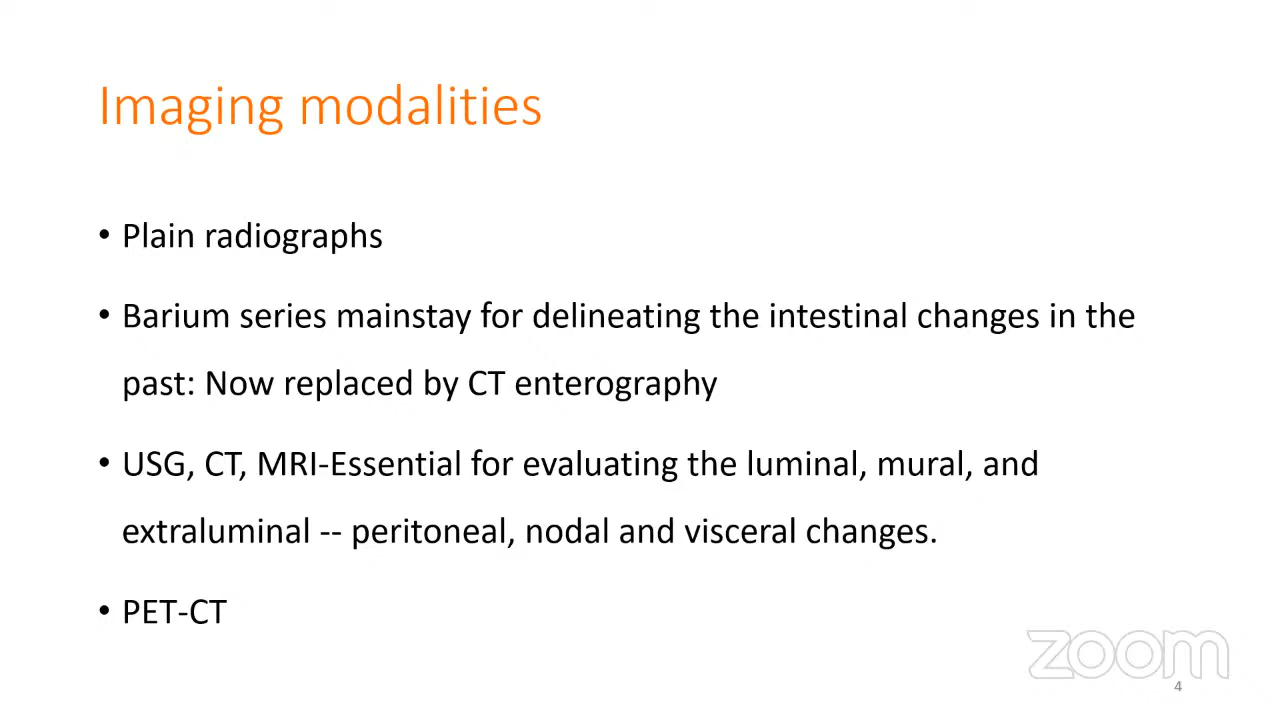 Imaging modalities
• Plain radiographs
• Barium series mainstay for delineating the intestinal changes in the
past: Now replaced by CT enterography
• USG, CT, MRI-Essential for evaluating the luminal, mural, and
extraluminal -- peritoneal, nodal and visceral changes.
• PET-CT
zoom
4